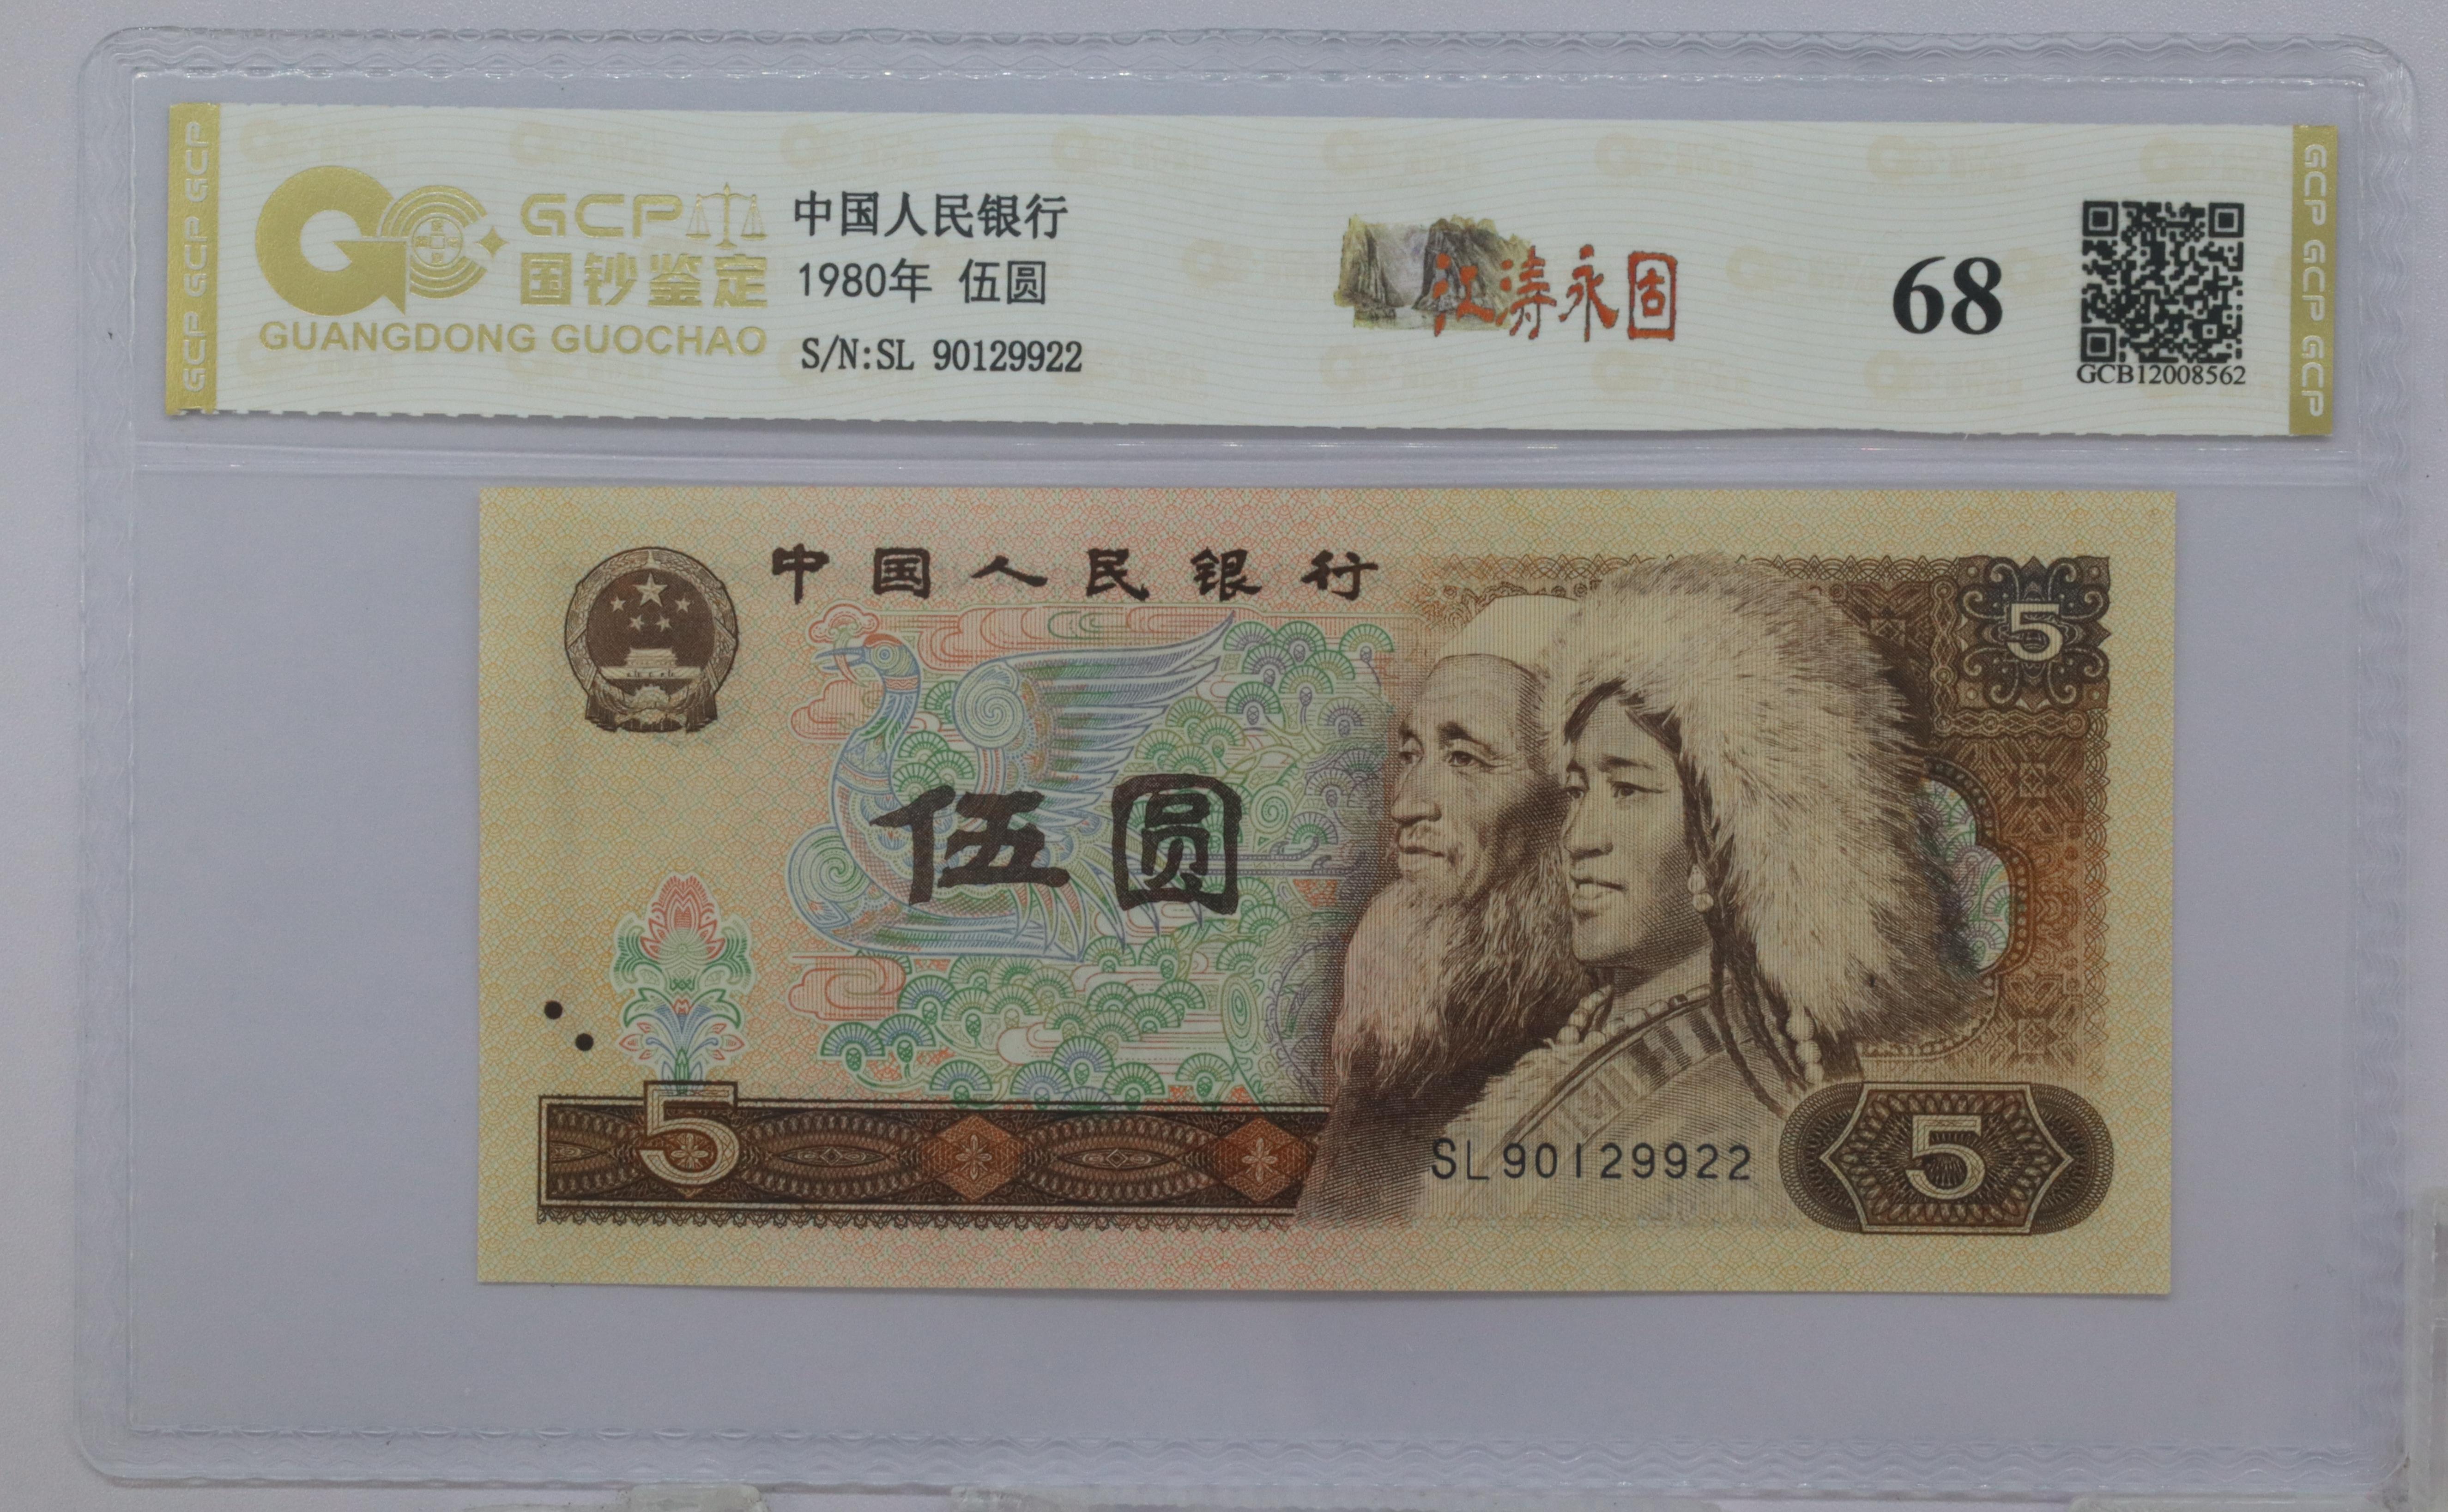 GCP GCP GCP
GCP
国钞鉴定
GUANGDONG GUOCHAO
中国人民银行
1980年 伍圆
S/N:SL 90129922
江涛永固
68
GCB12008562
GCP GCP GCP
中国人民银行
5
伍圆
5
SL90129922
5